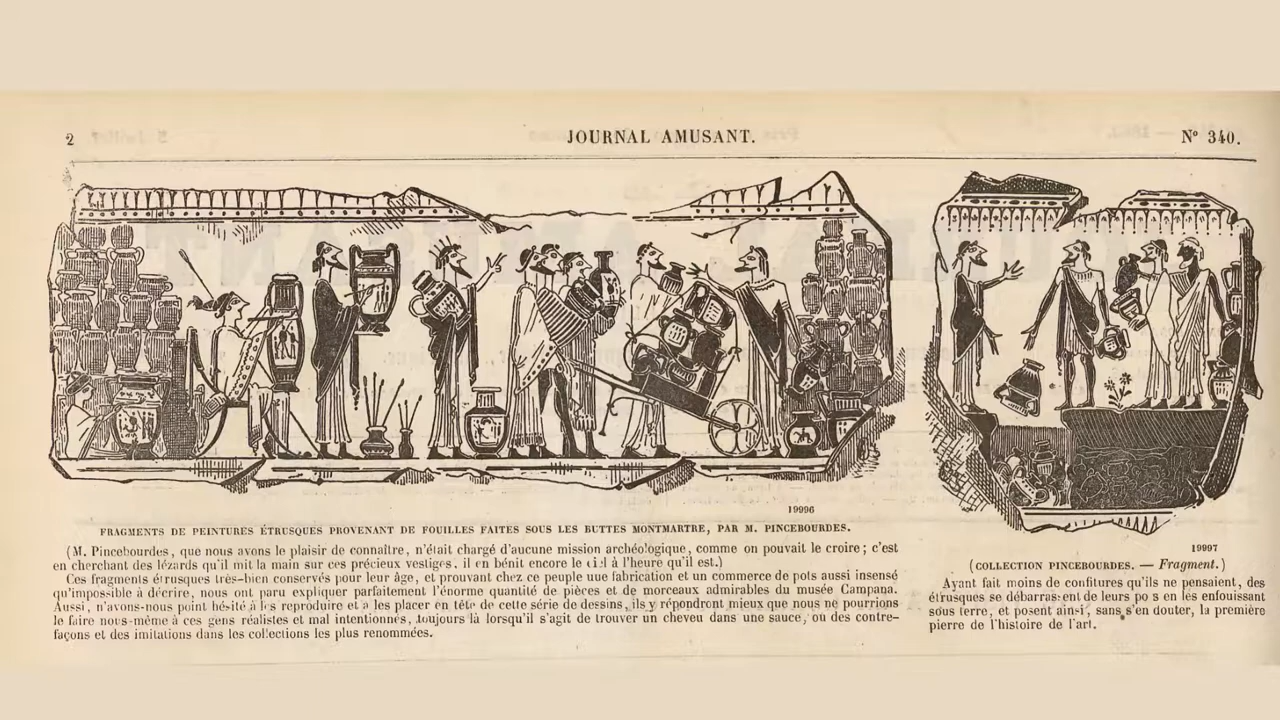 2
JOURNAL AMUSANT.
N° 340.
19996
FRAGMENTS DE PEINTURES ÉTRUSQUES PROVENANT DE FOUILLES FAITES SOUS LES BUTTES MONTMARTRE, PAR M. PINCEBOURDES.
(M. Pincebourdes, que nous avons le plaisir de connaître, n'était chargé d'aucune mission archéologique, comme on pouvait le croire; c'est
en cherchant des lézards qu'il mit la main sur ces précieux vestiges, il en bénit encore le ciel à l'heure qu'il est.)
Ces fragments étrusques très-bien conservés pour leur âge, et prouvant chez ce peuple une fabrication et un commerce de pots aussi insensé
qu'impossible à décrire, nous ont paru expliquer parfaitement l'énorme quantité de pièces et de morceaux admirables du musée Campana.
Aussi, n'avons-nous point hésité à les reproduire et à les placer en tête de cette série de dessins, ils y répondront mieux que nous ne pourrions
le faire nous-même à ces gens réalistes et mal intentionnés, toujours là lorsqu'il s'agit de trouver un cheveu dans une sauce, ou des contre-
façons et des imitations dans les collections les plus renommées.
19997
(COLLECTION PINCEBOURDES. — Fragment.)
Ayant fait moins de confitures qu'ils ne pensaient, des
étrusques se débarrassent de leurs pots en les enfouissant
sous terre, et posent ainsi, sans s'en douter, la première
pierre de l'histoire de l'art.